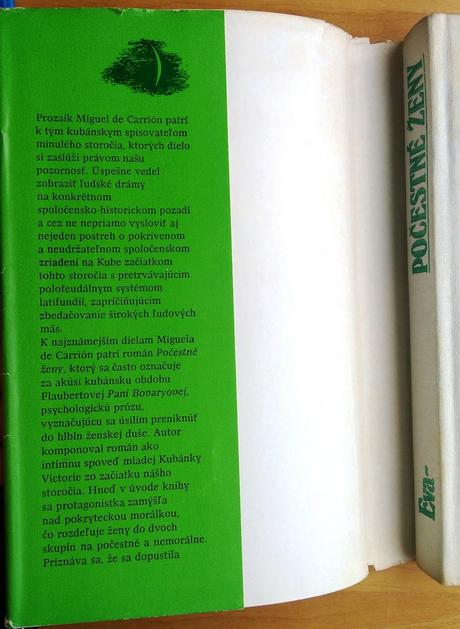 Prozaik Miguel de Carrión patrí
k tým kubánskym spisovateľom
minulého storočia, ktorých dielo
si zaslúži právom našu
pozornosť. Úspešne vedel
zobraziť ľudské drámy
na konkrétnom
spoločensko-historickom pozadí
a cez ne nepriamo vysloviť aj
nejeden postreh o pokrivenom
a neudržateľnom spoločenskom
zriadení na Kube začiatkom
tohto storočia s pretrvávajúcim
polofeudálnym systémom
latifundií, zapríčiňujúcim
zbedačovanie širokých ľudových
más.
K najznámejším dielam Miguela
de Carrión patrí román Počestné
ženy, ktorý sa často označuje
za akúsi kubánsku obdobu
Flaubertovej Pani Bovaryovej,
psychologickú prózu,
vyznačujúcu sa úsilím preniknúť
do hlbín ženskej duše. Autor
komponoval román ako
intímnu spoveď mladej Kubánky
Victorie zo začiatku nášho
storočia. Hneď v úvode knihy
sa protagonistka zamýšľa
nad pokryteckou morálkou,
čo rozdeľuje ženy do dvoch
skupín na počestné a nemorálne.
Priznáva sa, že sa dopustila
POČESTNÉ ŽENY
Eva